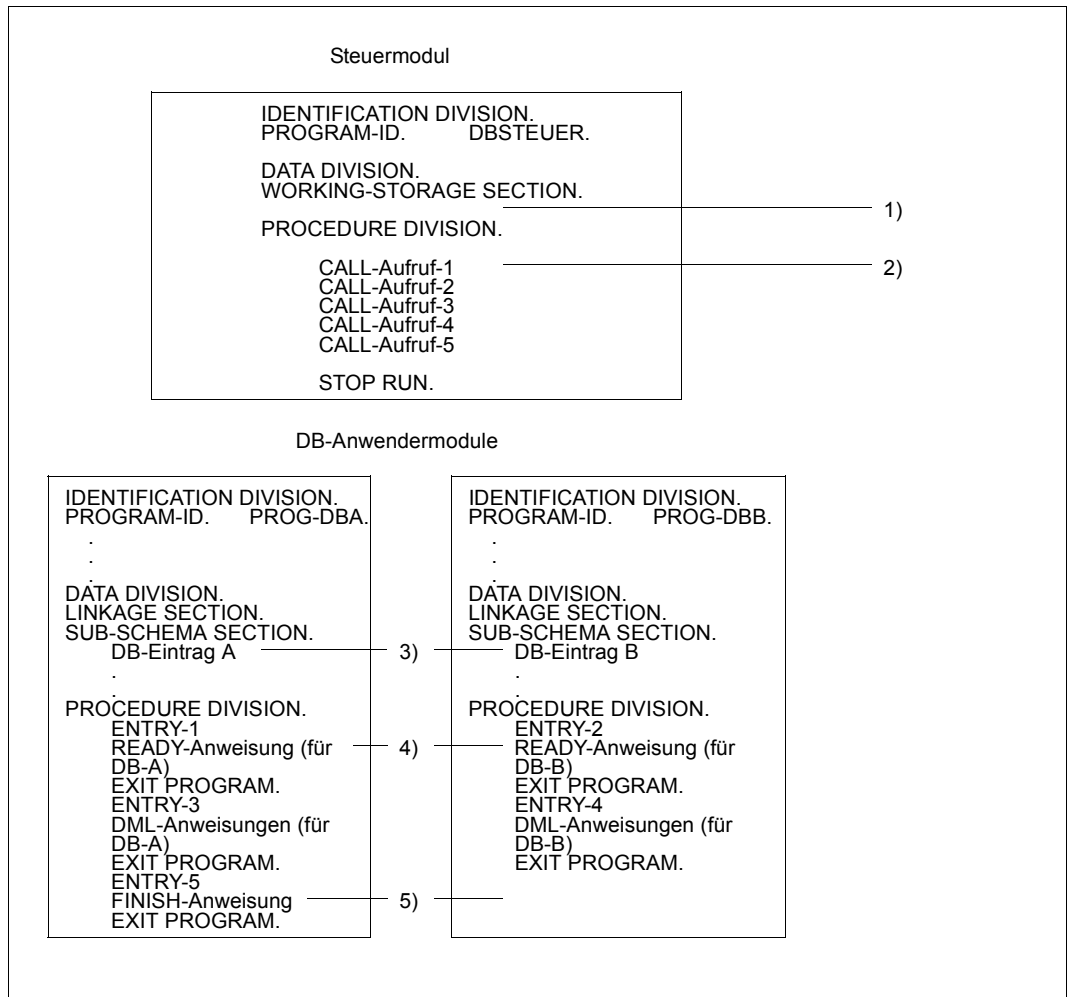 Steuermodul
IDENTIFICATION DIVISION.
PROGRAM-ID. DBSTEUER.
DATA DIVISION.
WORKING-STORAGE SECTION.
1)
PROCEDURE DIVISION.
CALL-Aufruf-1
2)
CALL-Aufruf-2
CALL-Aufruf-3
CALL-Aufruf-4
CALL-Aufruf-5
STOP RUN.
DB-Anwendermodule
IDENTIFICATION DIVISION.
PROGRAM-ID. PROG-DBA.
.
.
.
DATA DIVISION.
LINKAGE SECTION.
SUB-SCHEMA SECTION.
DB-Eintrag A
.
.
PROCEDURE DIVISION.
ENTRY-1
READY-Anweisung (für
DB-A)
EXIT PROGRAM.
ENTRY-3
DML-Anweisungen (für
DB-A)
EXIT PROGRAM.
ENTRY-5
FINISH-Anweisung
EXIT PROGRAM.
3)
4)
5)
IDENTIFICATION DIVISION.
PROGRAM-ID. PROG-DBB.
.
.
.
DATA DIVISION.
LINKAGE SECTION.
SUB-SCHEMA SECTION.
DB-Eintrag B
.
.
PROCEDURE DIVISION.
ENTRY-2
READY-Anweisung (für
DB-B)
EXIT PROGRAM.
ENTRY-4
DML-Anweisungen (für
DB-B)
EXIT PROGRAM.